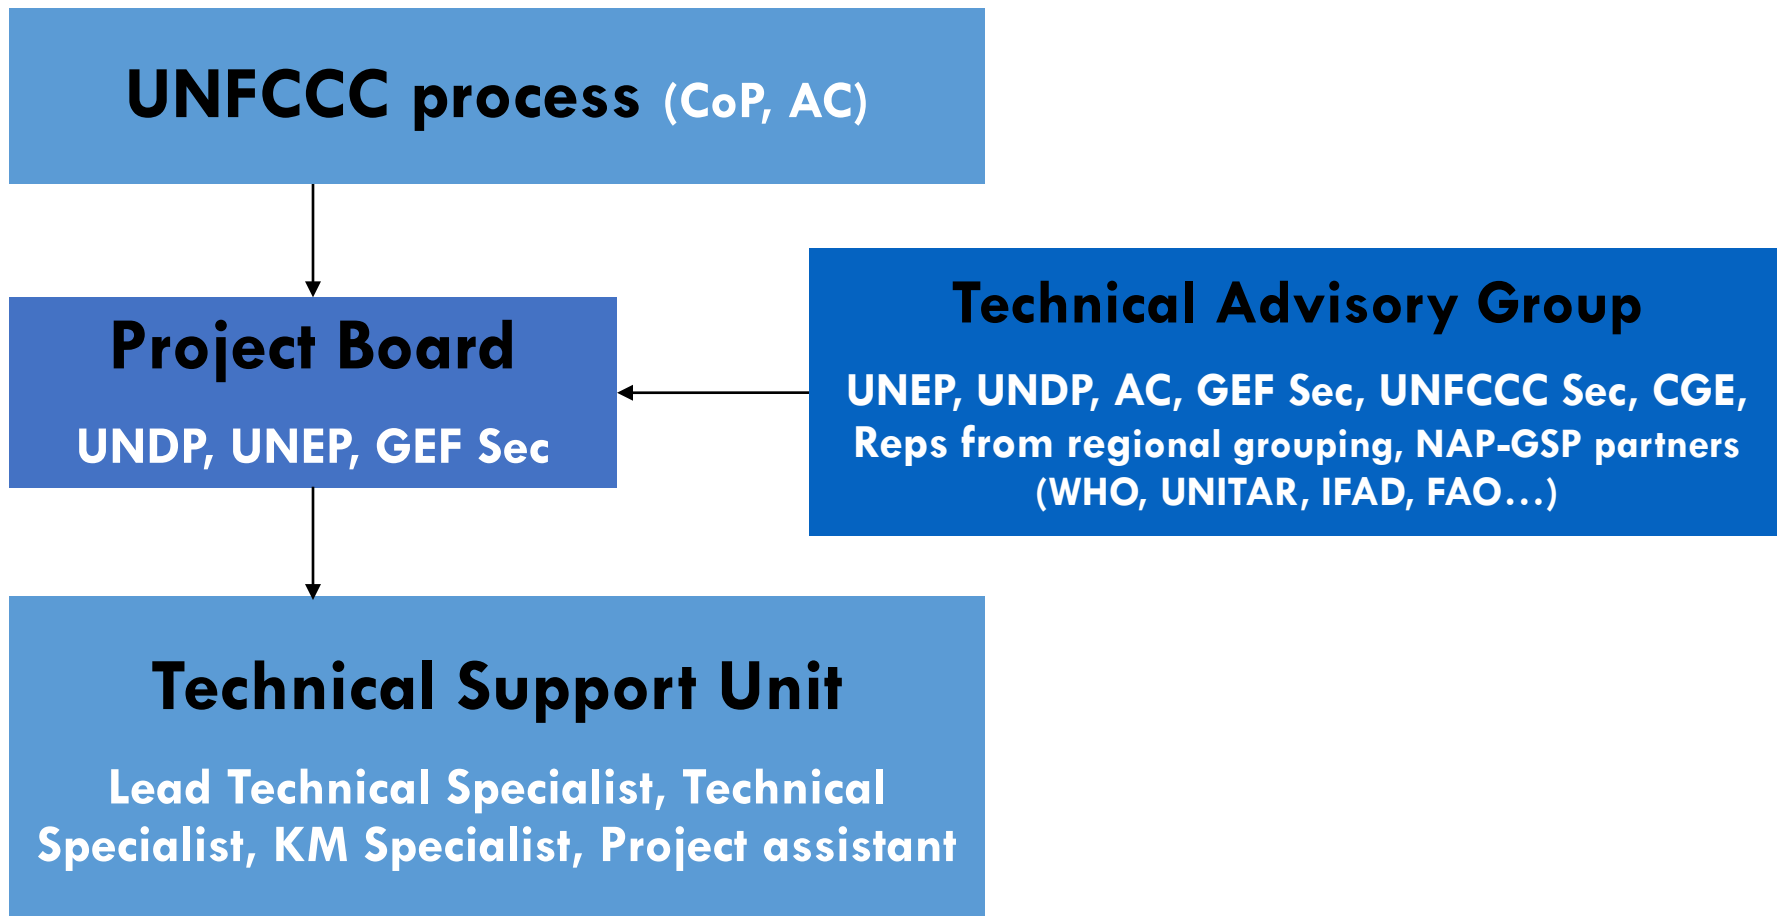 UNFCCC process (CoP, AC)
Project Board
UNDP, UNEP, GEF Sec
Technical Advisory Group
UNEP, UNDP, AC, GEF Sec, UNFCCC Sec, CGE,
Reps from regional grouping, NAP-GSP partners
(WHO, UNITAR, IFAD, FAO…)
Technical Support Unit
Lead Technical Specialist, Technical
Specialist, KM Specialist, Project assistant